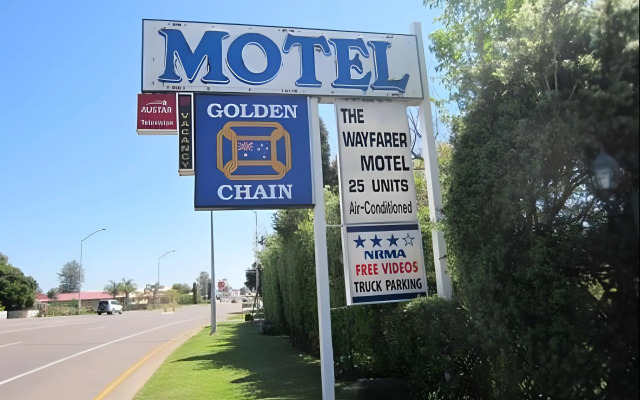 MOTEL
AUSTAR
Television
VACANCY
GOLDEN
CHAIN
THE
WAYFARER
MOTEL
25 UNITS
Air-Conditioned
NRMA
FREE VIDEOS
TRUCK PARKING